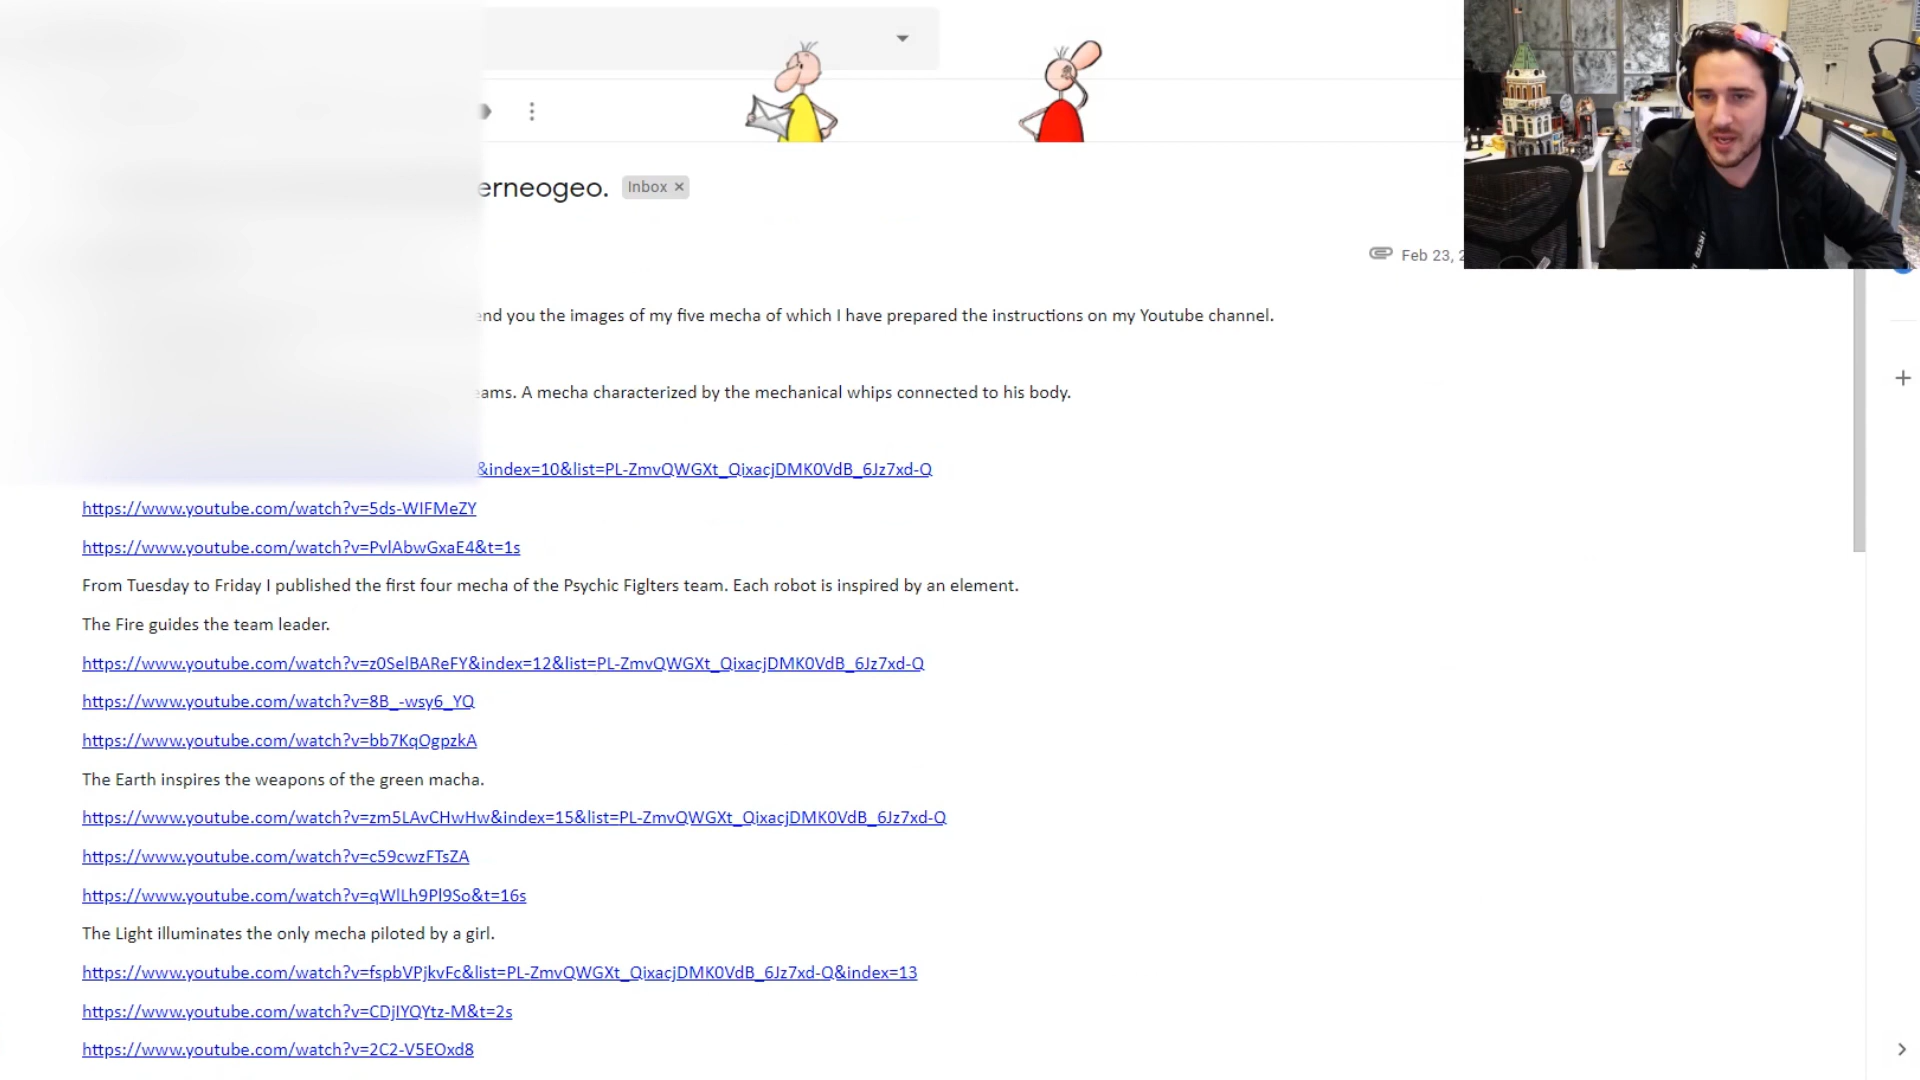 erneogeo. Inbox ×
Feb 23,
end you the images of my five mecha of which I have prepared the instructions on my Youtube channel.
eams. A mecha characterized by the mechanical whips connected to his body.
&index=10&list=PL-ZmvQWGXt_QixacjDMK0VdB_6Jz7xd-Q
https://www.youtube.com/watch?v=5ds-WIFMeZY
https://www.youtube.com/watch?v=PvlAbwGxaE4&t=1s
From Tuesday to Friday I published the first four mecha of the Psychic Figlters team. Each robot is inspired by an element.
The Fire guides the team leader.
https://www.youtube.com/watch?v=z0SelBAReFY&index=12&list=PL-ZmvQWGXt_QixacjDMK0VdB_6Jz7xd-Q
https://www.youtube.com/watch?v=8B_-wsy6_YQ
https://www.youtube.com/watch?v=bb7KqOgpzkA
The Earth inspires the weapons of the green macha.
https://www.youtube.com/watch?v=zm5LAvCHwHw&index=15&list=PL-ZmvQWGXt_QixacjDMK0VdB_6Jz7xd-Q
https://www.youtube.com/watch?v=c59cwzFTsZA
https://www.youtube.com/watch?v=qWlLh9Pl9So&t=16s
The Light illuminates the only mecha piloted by a girl.
https://www.youtube.com/watch?v=fspbVPjkvFc&list=PL-ZmvQWGXt_QixacjDMK0VdB_6Jz7xd-Q&index=13
https://www.youtube.com/watch?v=CDjIYQYtz-M&t=2s
https://www.youtube.com/watch?v=2C2-V5EOxd8